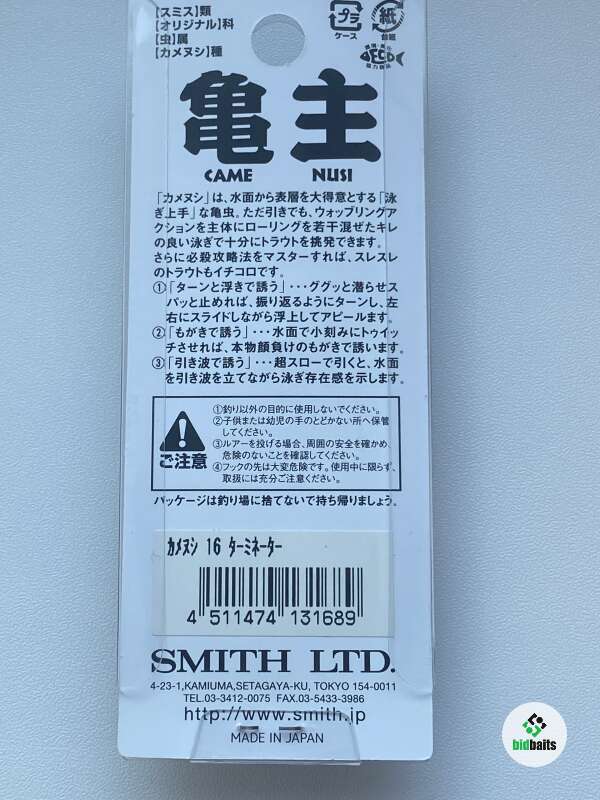 【スミス】類
【オリジナル】科
【虫】属
【カメヌシ】種
プラ
ケース
紙
台紙
環境・美化
ECO
協力商品
亀主
CAME NUSI
「カメヌシ」は、水面から表層を大得意とする「泳
ぎ上手」な亀虫。ただ引きでも、ウォッブリングア
クションを主体にローリングを若干混ぜたキレ
の良い泳ぎで十分にトラウトを挑発できます。
さらに必殺攻略法をマスターすれば、スレスレ
のトラウトもイチコロです。
①「ターンと浮きで誘う」･･･ググッと潜らせス
パッと止めれば、振り返るようにターンし、左
右にスライドしながら浮上してアピールます。
②「もがきで誘う」･･･水面で小刻みにトゥイッ
チさせれば、本物顔負けのもがきで誘います。
③「引き波で誘う」･･･超スローで引くと、水面
を引き波を立てながら泳ぎ存在感を示します。
ご注意
①釣り以外の目的に使用しないでください。
②子供または幼児の手のとどかない所へ保管
してください。
③ルアーを投げる場合、周囲の安全を確かめ、
危険のないことを確認してください。
④フックの先は大変危険です。使用中に限らず、
取扱には充分ご注意ください。
パッケージは釣り場に捨てないで持ち帰りましょう。
カメヌシ 16 ターミネーター
4 511474 131689
SMITH LTD.
4-23-1,KAMIUMA,SETAGAYA-KU, TOKYO 154-0011
TEL.03-3412-0075 FAX.03-5433-3986
http://www.smith.jp
MADE IN JAPAN
bidbaits